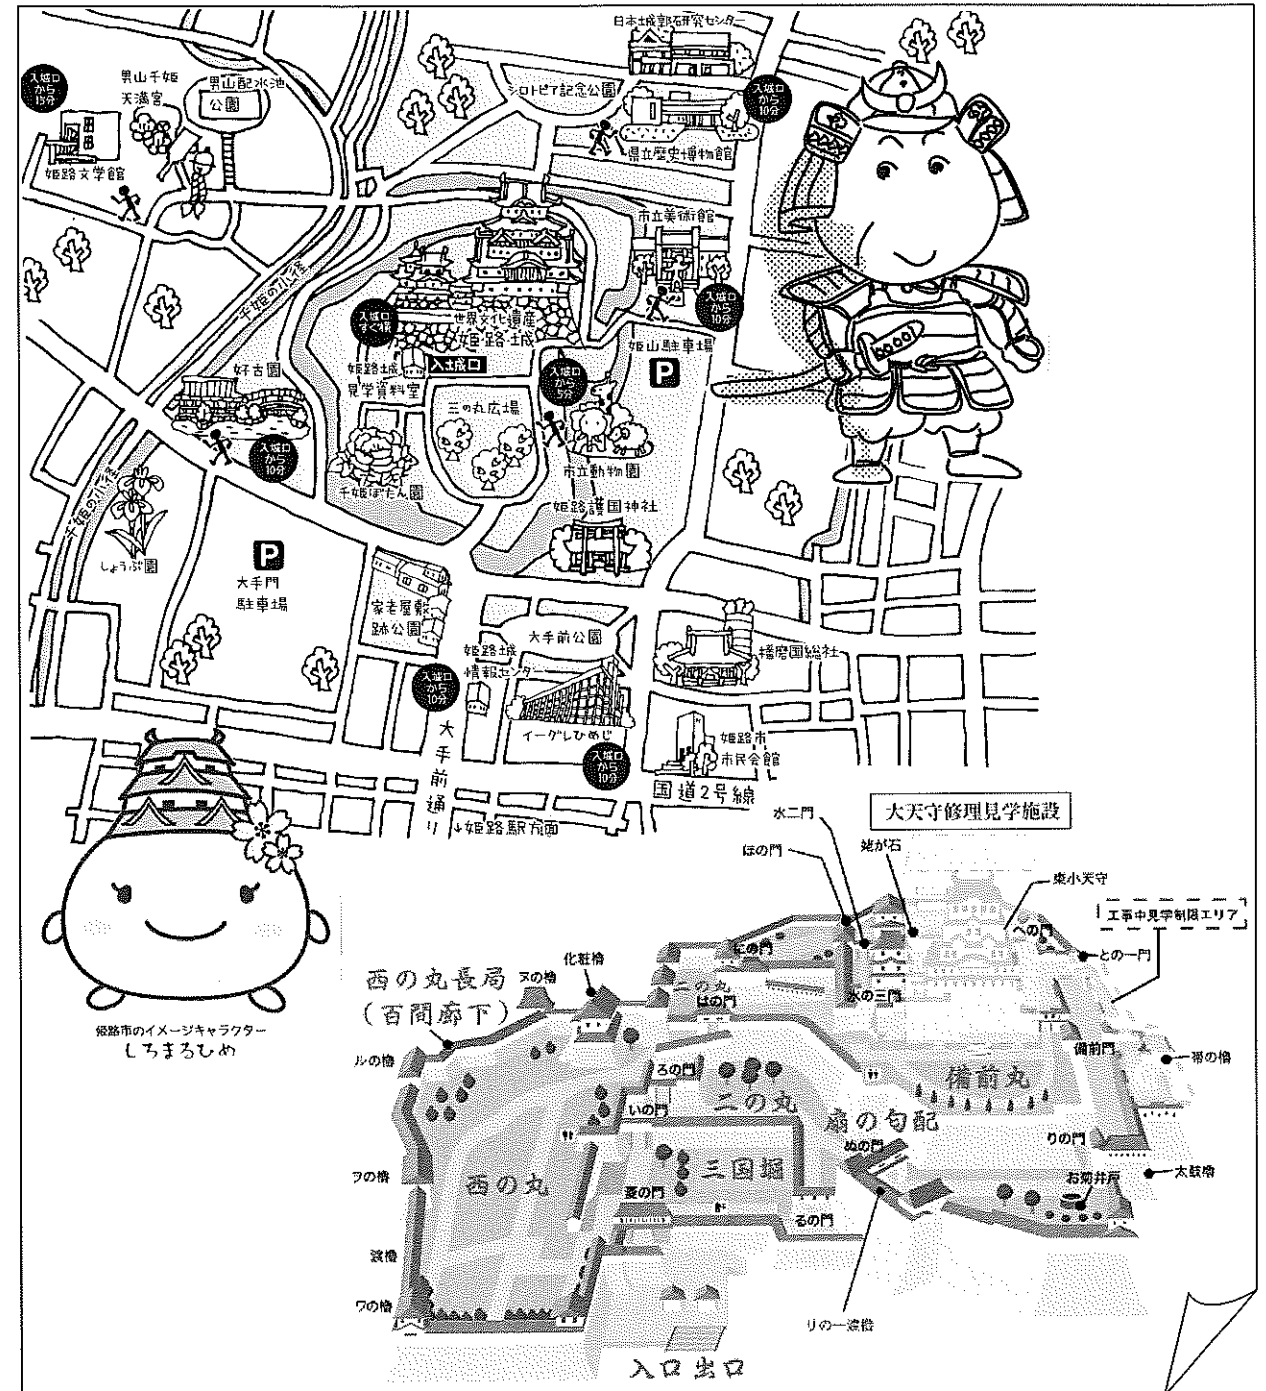 日本城郭研究センター
入城口
から
15分
男山千姫
天満宮
男山配水池
公園
シロトピア記念公園
入城口
から
10分
県立歴史博物館
姫路文学館
市立美術館
千姫の小径
入城口
すぐ横
世界文化遺産
姫路城
入城口
から
10分
姫山駐車場
P
入城口
姫路城
見学資料室
好古園
入城口
から
5分
三の丸広場
入城口
から
10分
市立動物園
千姫ぼたん園
千姫の小径
姫路護国神社
しょうぶ園
P
大手門
駐車場
家老屋敷
跡公園
大手前公園
姫路城
情報センター
播磨国総社
入城口
から
10分
イーグレひめじ
姫路市
市民会館
入城口
から
10分
大手前通り
国道2号線
↓姫路駅方面
姫路市のイメージキャラクター
しろまるひめ
大天守修理見学施設
水二門
ほの門
姥が石
東小天守
工事中見学制限エリア
への門
との一門
にの門
西の丸長局
(百間廊下)
ヌの櫓
化粧櫓
二の丸
はの門
水の三門
備前門
帯の櫓
ルの櫓
ろの門
備前丸
いの門
二の丸
扇の勾配
ぬの門
りの門
ヲの櫓
西の丸
三国堀
菱の門
お菊井戸
太鼓櫓
るの門
渡櫓
ワの櫓
リの一渡櫓
入口出口